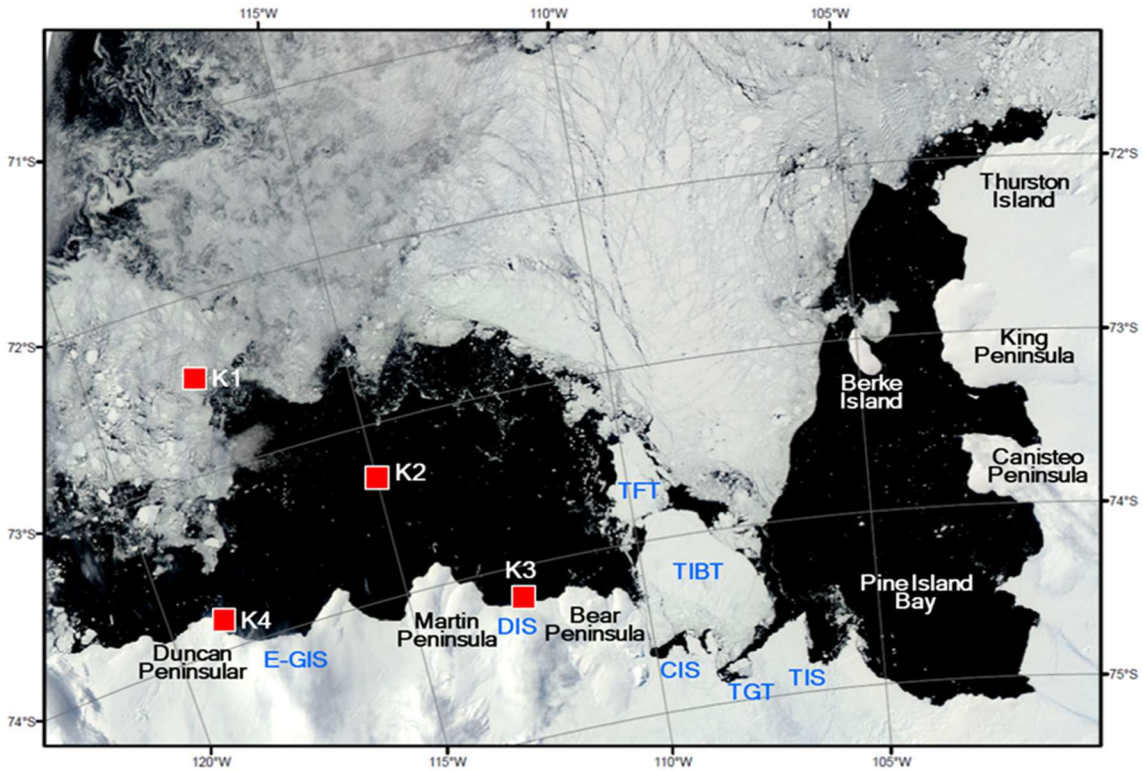 115°W
110°W
105°W
71°S
72°S
Thurston
Island
72°S
73°S
King
Peninsula
K1
Berke
Island
K2
Canisteo
Peninsula
TFT
74°S
73°S
K3
TIBT
Pine Island
Bay
K4
Martin
Peninsula
DIS
Bear
Peninsula
Duncan
Peninsular
E-GIS
CIS
TGT
TIS
75°S
74°S
120°W
115°W
110°W
105°W